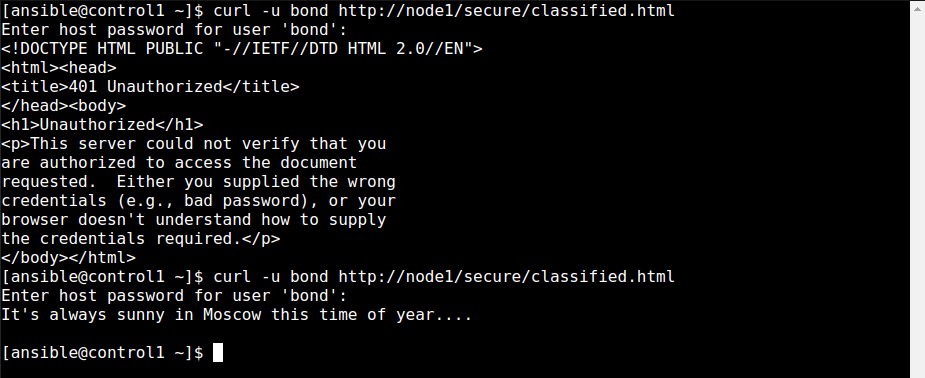 [ansible@control1 ~]$ curl -u bond http://node1/secure/classified.html
Enter host password for user 'bond':
<!DOCTYPE HTML PUBLIC "-//IETF//DTD HTML 2.0//EN">
<html><head>
<title>401 Unauthorized</title>
</head><body>
<h1>Unauthorized</h1>
<p>This server could not verify that you
are authorized to access the document
requested.  Either you supplied the wrong
credentials (e.g., bad password), or your
browser doesn't understand how to supply
the credentials required.</p>
</body></html>
[ansible@control1 ~]$ curl -u bond http://node1/secure/classified.html
Enter host password for user 'bond':
It's always sunny in Moscow this time of year....
[ansible@control1 ~]$